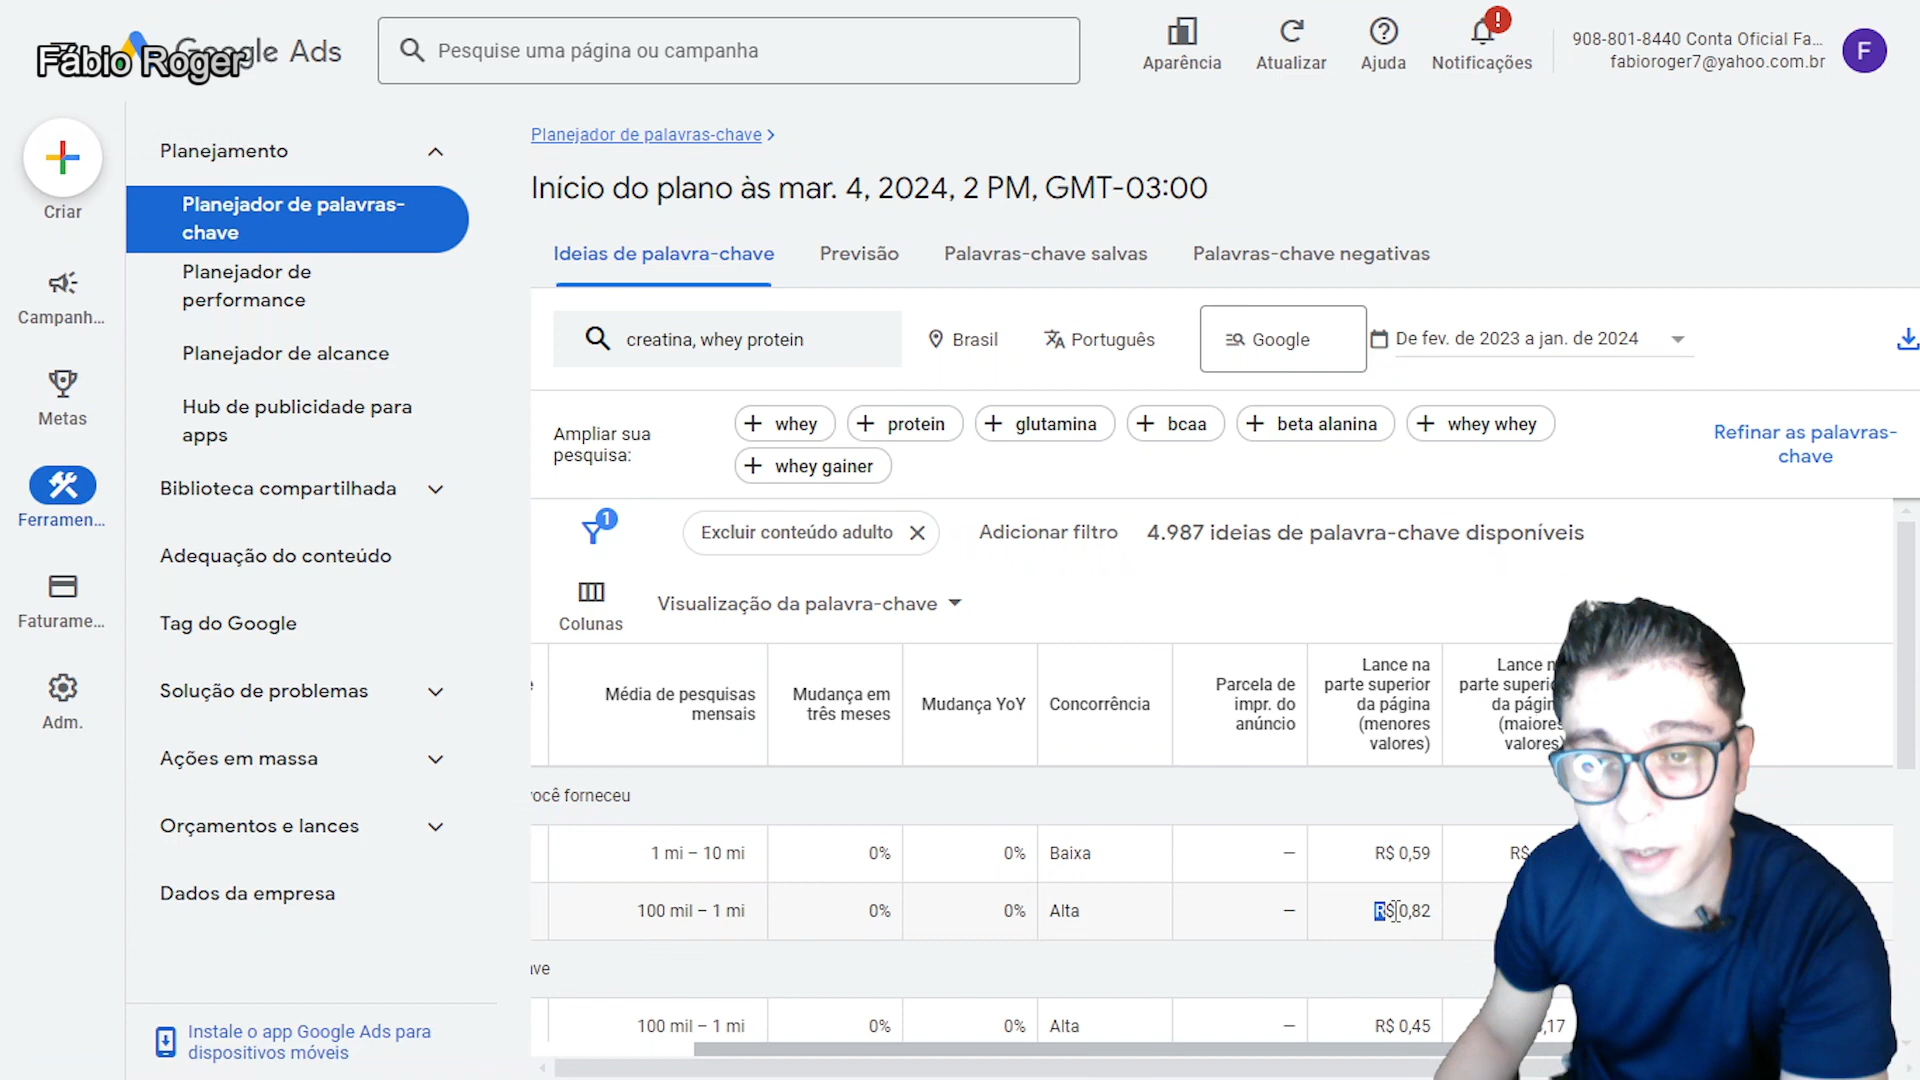 Fábio Roger
Google Ads
Pesquise uma página ou campanha
Aparência
Atualizar
Ajuda
!
Notificações
908-801-8440 Conta Oficial Fa...
fabioroger7@yahoo.com.br
F
Criar
Campanh...
Metas
Ferramen...
Faturame...
Adm.
Planejamento
Planejador de palavras-
chave
Planejador de
performance
Planejador de alcance
Hub de publicidade para
apps
Biblioteca compartilhada
Adequação do conteúdo
Tag do Google
Solução de problemas
Ações em massa
Orçamentos e lances
Dados da empresa
Instale o app Google Ads para
dispositivos móveis
Planejador de palavras-chave
Início do plano às mar. 4, 2024, 2 PM, GMT-03:00
Ideias de palavra-chave
Previsão
Palavras-chave salvas
Palavras-chave negativas
creatina, whey protein
Brasil
Português
Google
De fev. de 2023 a jan. de 2024
Ampliar sua
pesquisa:
whey
protein
glutamina
bcaa
beta alanina
whey whey
whey gainer
Refinar as palavras-
chave
1
Excluir conteúdo adulto
Adicionar filtro
4.987 ideias de palavra-chave disponíveis
Colunas
Visualização da palavra-chave
Média de pesquisas
mensais
Mudança em
três meses
Mudança YoY
Concorrência
Parcela de
impr. do
anúncio
Lance na
parte superior
da página
(menores
valores)
Lance n
parte superio
da págin
(maiores
valores)
ocê forneceu
1 mi – 10 mi 0% 0% Baixa – R$ 0,59 R$
100 mil – 1 mi 0% 0% Alta – R$ 0,82
ve
100 mil – 1 mi 0% 0% Alta – R$ 0,45 ,17